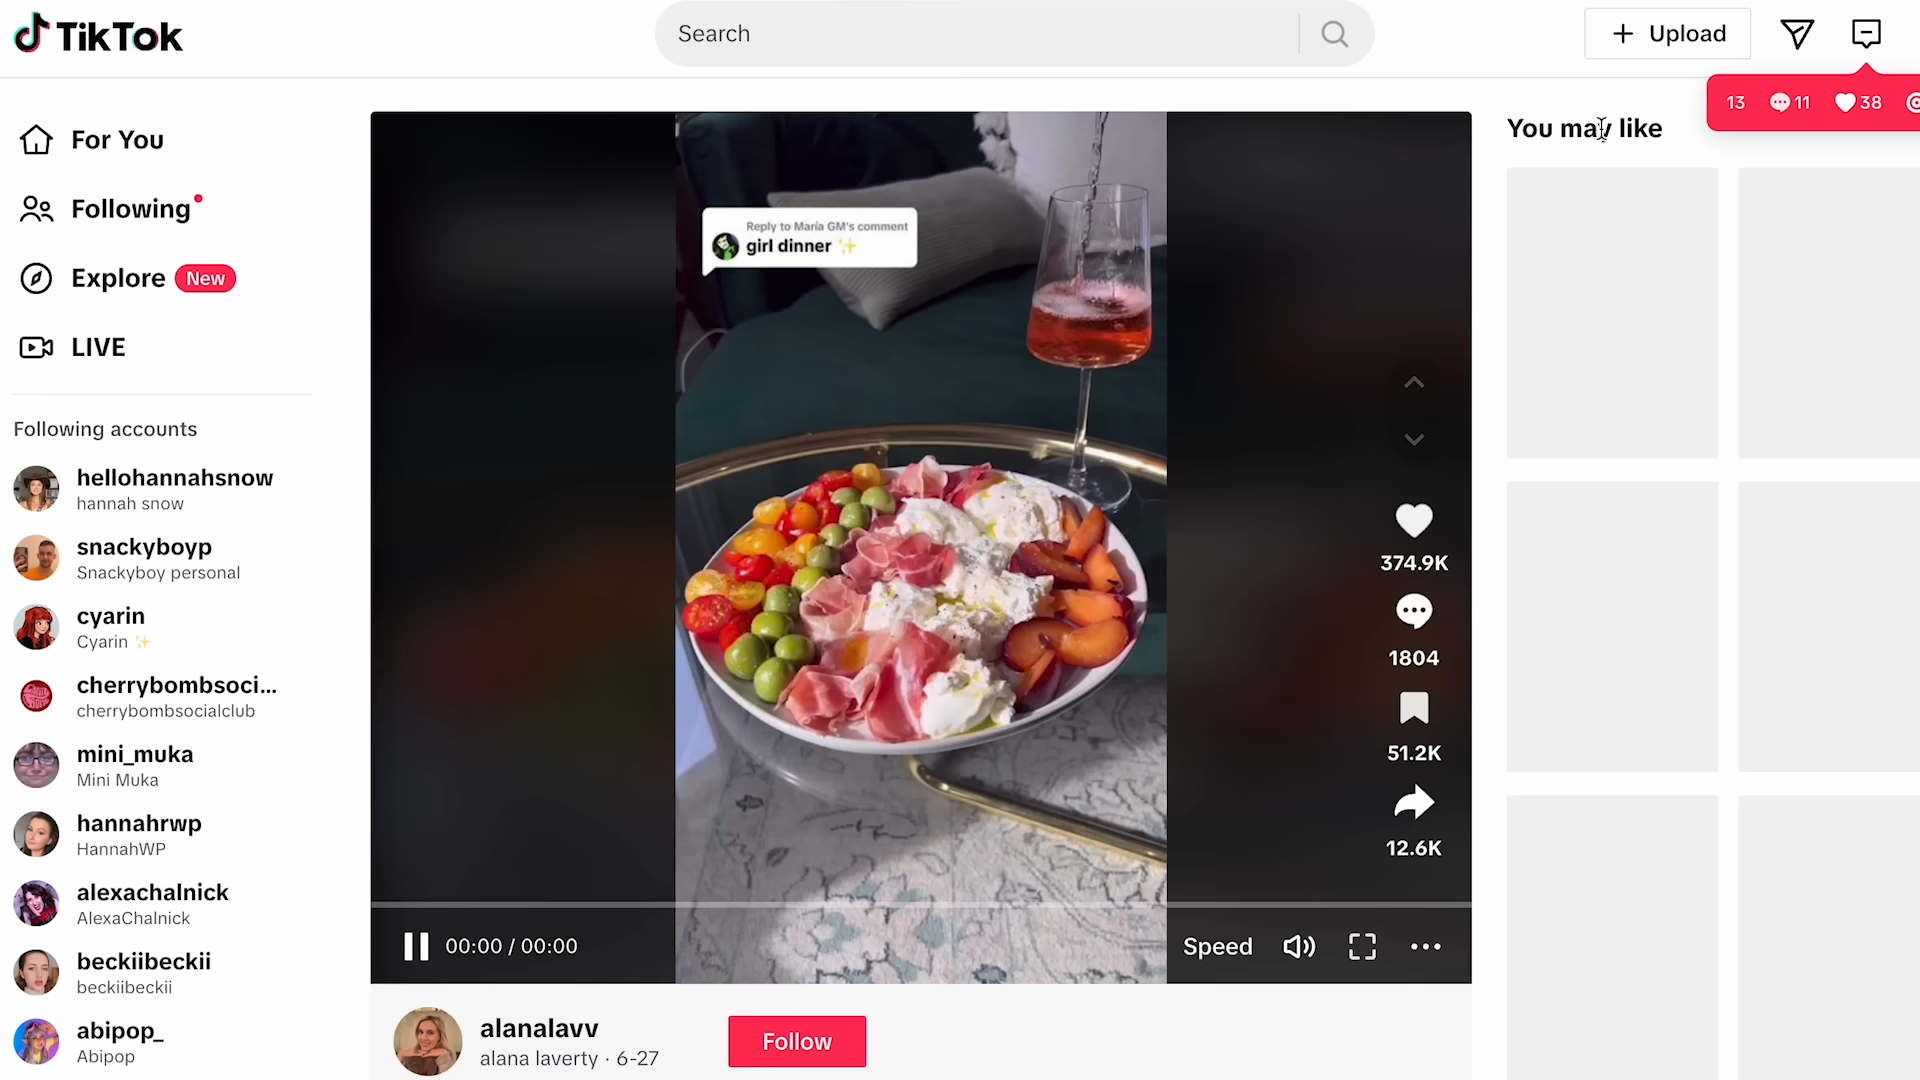 TikTok
Search
Upload
13 11 38
For You
Following
Explore New
LIVE
Following accounts
hellohannahsnow
hannah snow
snackyboyp
Snackyboy personal
cyarin
Cyarin ✨
cherrybombsoci...
cherrybombsocialclub
mini_muka
Mini Muka
hannahrwp
HannahWP
alexachalnick
AlexaChalnick
beckiibeckii
beckiibeckii
abipop_
Abipop
Reply to María GM's comment
girl dinner ✨
374.9K
1804
51.2K
12.6K
00:00 / 00:00
Speed
alanalavv
alana laverty · 6-27
Follow
You may like